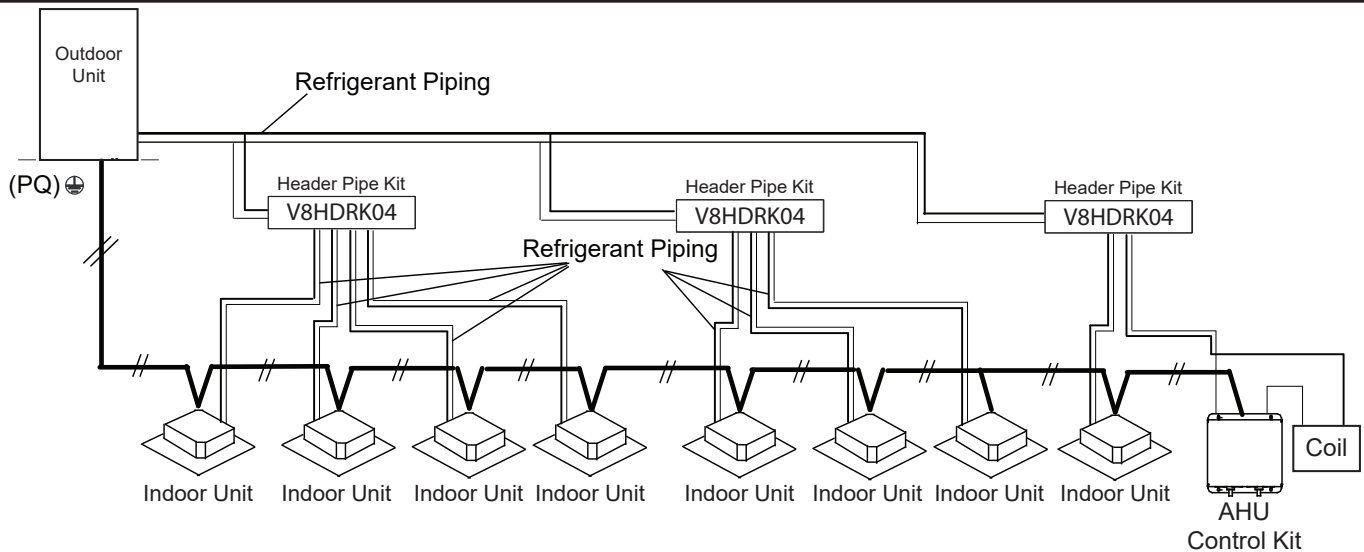 Outdoor
Unit
Refrigerant Piping
(PQ)
Header Pipe Kit
V8HDRK04
Header Pipe Kit
V8HDRK04
Header Pipe Kit
V8HDRK04
Refrigerant Piping
Indoor Unit
Indoor Unit
Indoor Unit
Indoor Unit
Indoor Unit
Indoor Unit
Indoor Unit
Indoor Unit
Coil
AHU
Control Kit